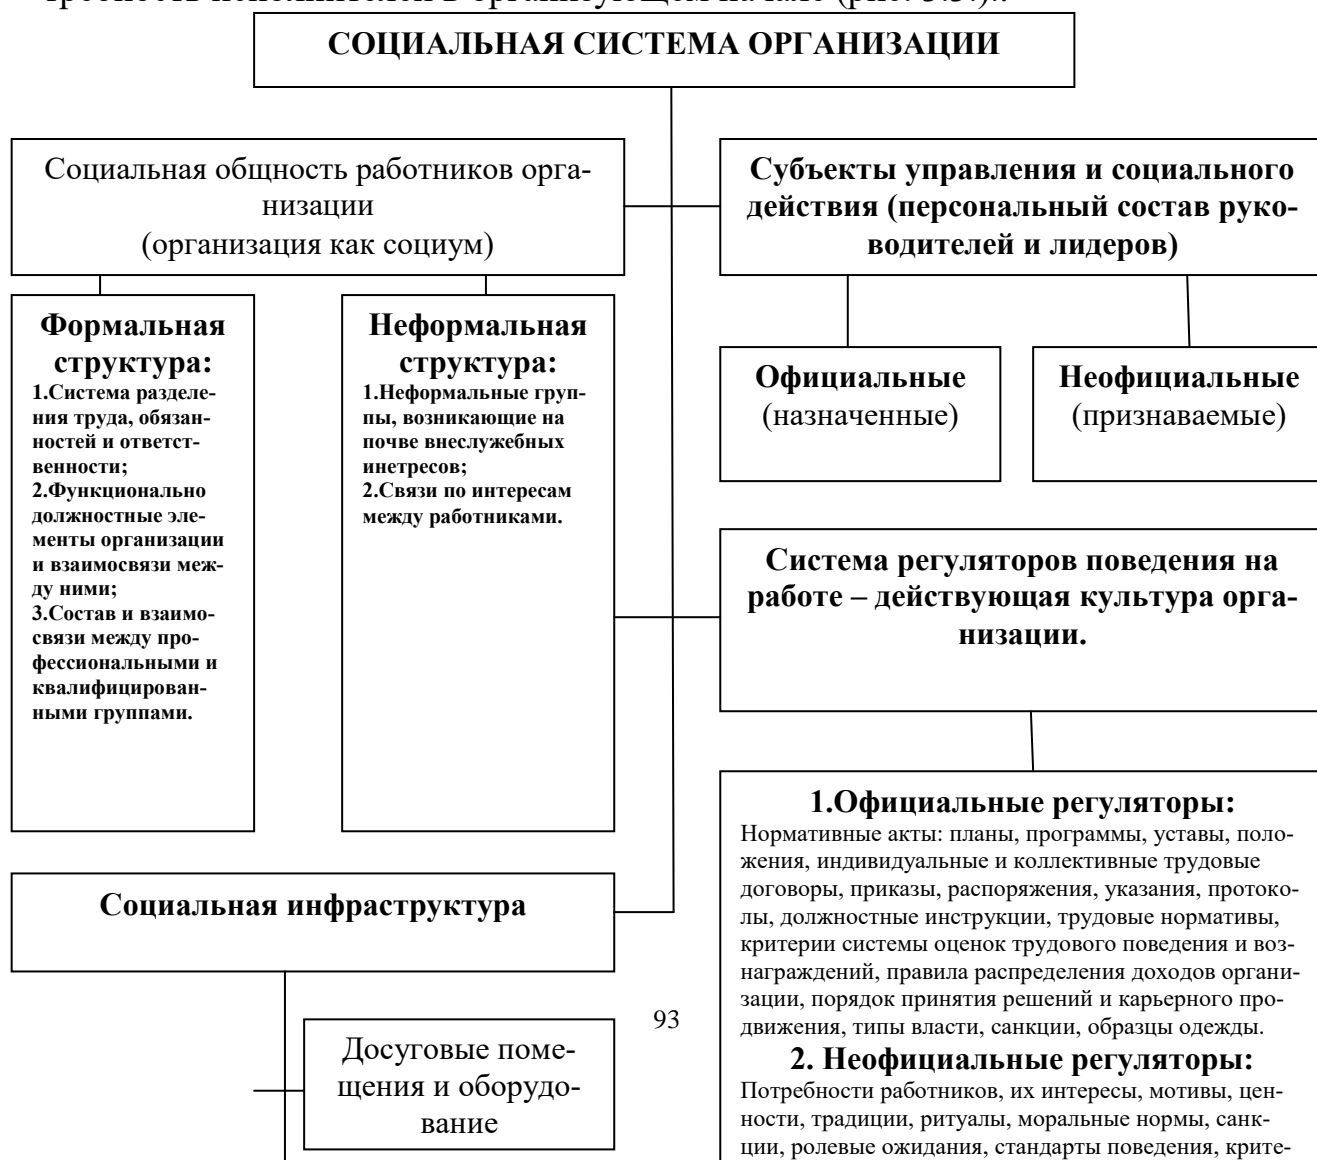 СОЦИАЛЬНАЯ СИСТЕМА ОРГАНИЗАЦИИ
Социальная общность работников орга-
низации
(организация как социум)
Субъекты управления и социального
действия (персональный состав руко-
водителей и лидеров)
Формальная
структура:
1.Система разделе-
ния труда, обязан-
ностей и ответст-
венности;
2.Функционально
должностные эле-
менты организации
и взаимосвязи меж-
ду ними;
3.Состав и взаимо-
связи между про-
фессиональными и
квалифицирован-
ными группами.
Неформальная
структура:
1.Неформальные груп-
пы, возникающие на
почве внеслужебных
инетресов;
2.Связи по интересам
между работниками.
Официальные
(назначенные)
Неофициальные
(признаваемые)
Система регуляторов поведения на
работе – действующая культура орга-
низации.
1.Официальные регуляторы:
Нормативные акты: планы, программы, уставы, поло-
жения, индивидуальные и коллективные трудовые
договоры, приказы, распоряжения, указания, протоко-
лы, должностные инструкции, трудовые нормативы,
критерии системы оценок трудового поведения и воз-
награждений, правила распределения доходов органи-
зации, порядок принятия решений и карьерного про-
движения, типы власти, санкции, образцы одежды.
2. Неофициальные регуляторы:
Потребности работников, их интересы, мотивы, цен-
ности, традиции, ритуалы, моральные нормы, санк-
ции, ролевые ожидания, стандарты поведения, крите-
Социальная инфраструктура
93
Досуговые поме-
щения и оборудо-
вание